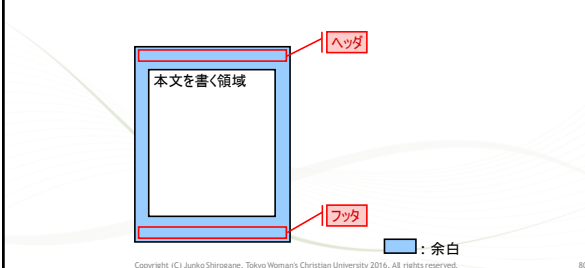 ヘッダ
本文を書く領域
フッタ
：余白
Copyright (C) Junko Shirogane, Tokyo Woman's Christian University 2016. All rights reserved.